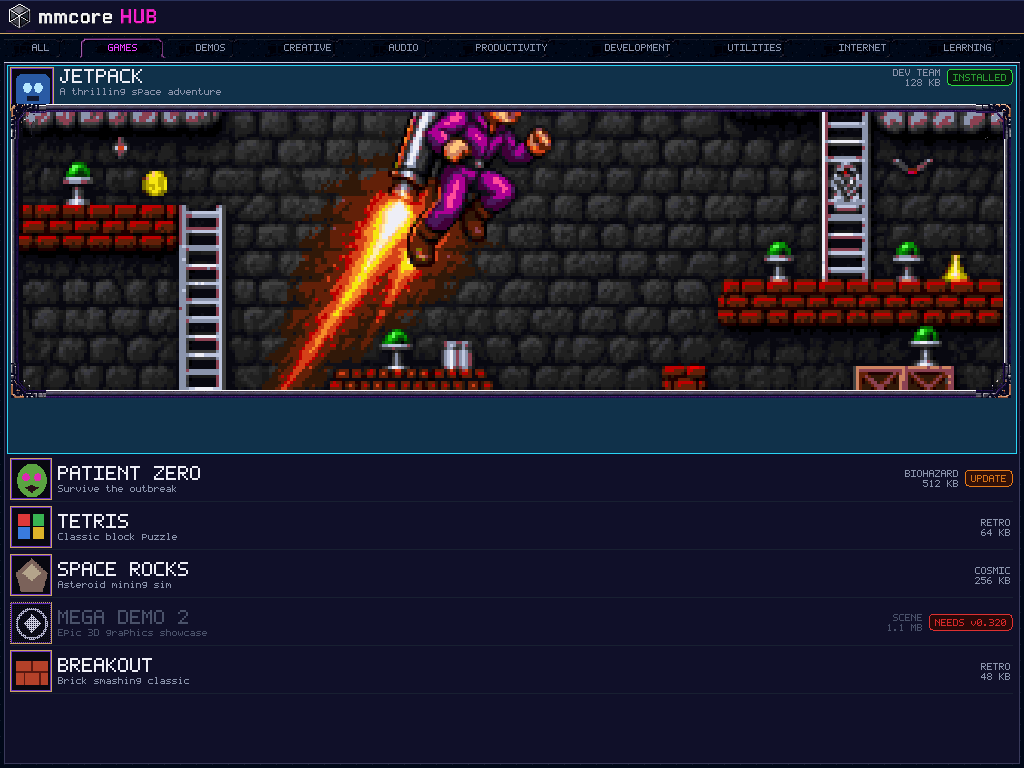 mmcore HUB
ALL GAMES DEMOS CREATIVE AUDIO PRODUCTIVITY DEVELOPMENT UTILITIES INTERNET LEARNING
JETPACK
A thrilling space adventure
DEV TEAM
128 KB
INSTALLED
PATIENT ZERO
Survive the outbreak
BIOHAZARD
512 KB
UPDATE
TETRIS
Classic block Puzzle
RETRO
64 KB
SPACE ROCKS
Asteroid mining sim
COSMIC
256 KB
MEGA DEMO 2
Epic 3D graphics showcase
SCENE
1.1 MB
NEEDS v0.320
BREAKOUT
Brick smashing classic
RETRO
48 KB